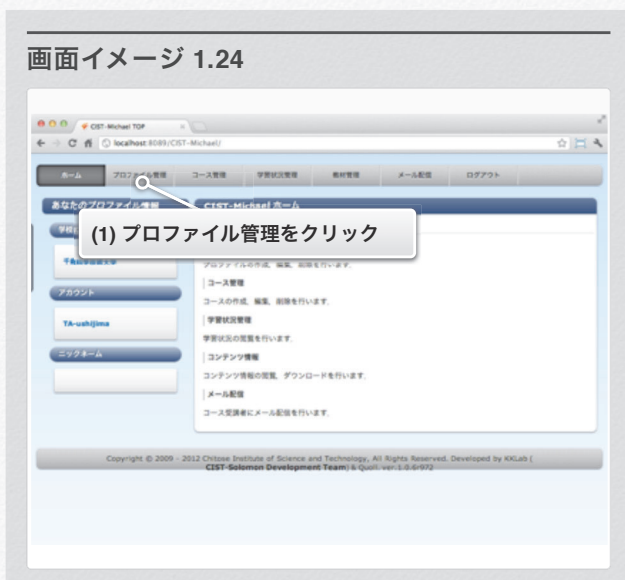 画面イメージ 1.24
CIST-Michael TOP
localhost:8089/CIST-Michael/
ホーム プロファイル管理 コース管理 学習状況管理 教材管理 メール配信 ログアウト
あなたのプロファイル情報
CIST-Michael ホーム
(1) プロファイル管理をクリック
プロファイルの作成、編集、削除を行います.
アカウント
コース管理
コースの作成、編集、削除を行います.
TA-ushijima
学習状況管理
学習状況の閲覧を行います.
ニックネーム
コンテンツ情報
コンテンツ情報の閲覧、ダウンロードを行います.
メール配信
コース受講者にメール配信を行います.
Copyright © 2009 - 2012 Chitose Institute of Science and Technology, All Rights Reserved. Developed by KKLab (
CIST-Solomon Development Team) & Quoll. ver.1.0.6r972